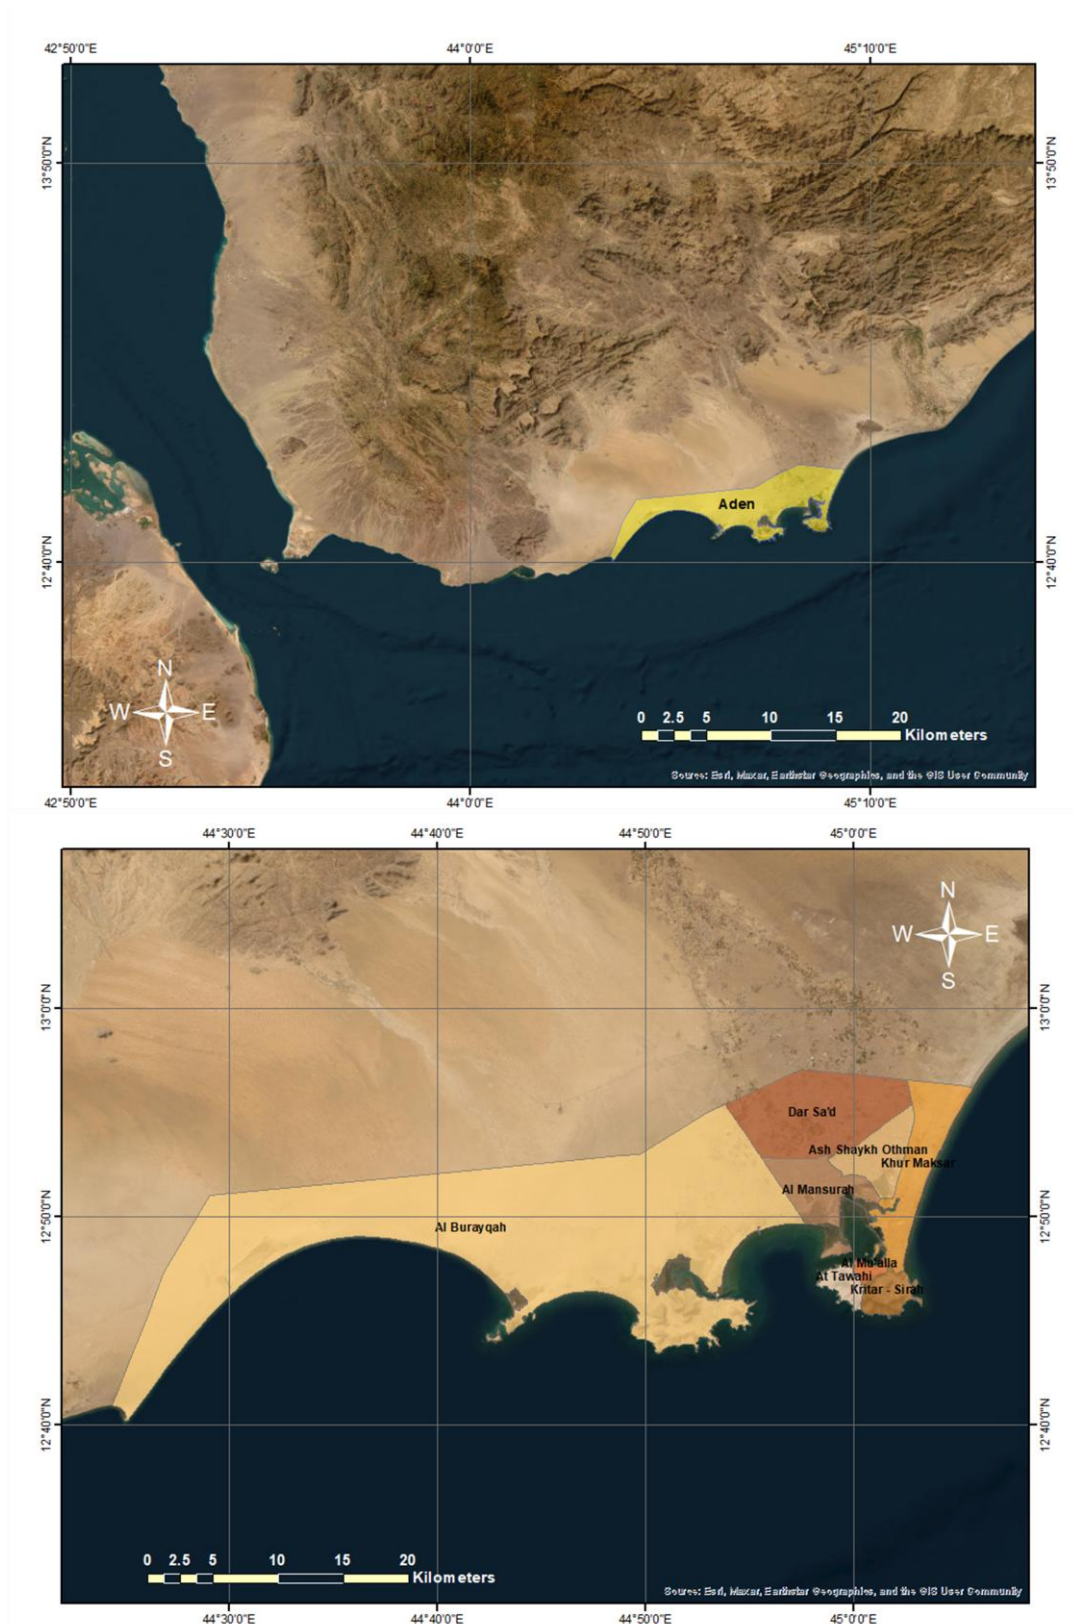 42°50'0"E 44°0'0"E 45°10'0"E
13°50'0"N 13°50'0"N
Aden
12°40'0"N 12°40'0"N
N
W E
S
0 2.5 5 10 15 20
Kilometers
Source: Esri, Maxar, Earthstar Geographics, and the GIS User Community
42°50'0"E 44°0'0"E 45°10'0"E
44°30'0"E 44°40'0"E 44°50'0"E 45°0'0"E
N
W E
S
13°0'0"N 13°0'0"N
Dar Sa'd
Ash Shaykh Othman
Khur Maksar
Al Mansurah
12°50'0"N 12°50'0"N
Al Burayqah
Al Mu'alla
At Tawahi
Kritar - Sirah
12°40'0"N 12°40'0"N
0 2.5 5 10 15 20
Kilometers
Source: Esri, Maxar, Earthstar Geographics, and the GIS User Community
44°30'0"E 44°40'0"E 44°50'0"E 45°0'0"E